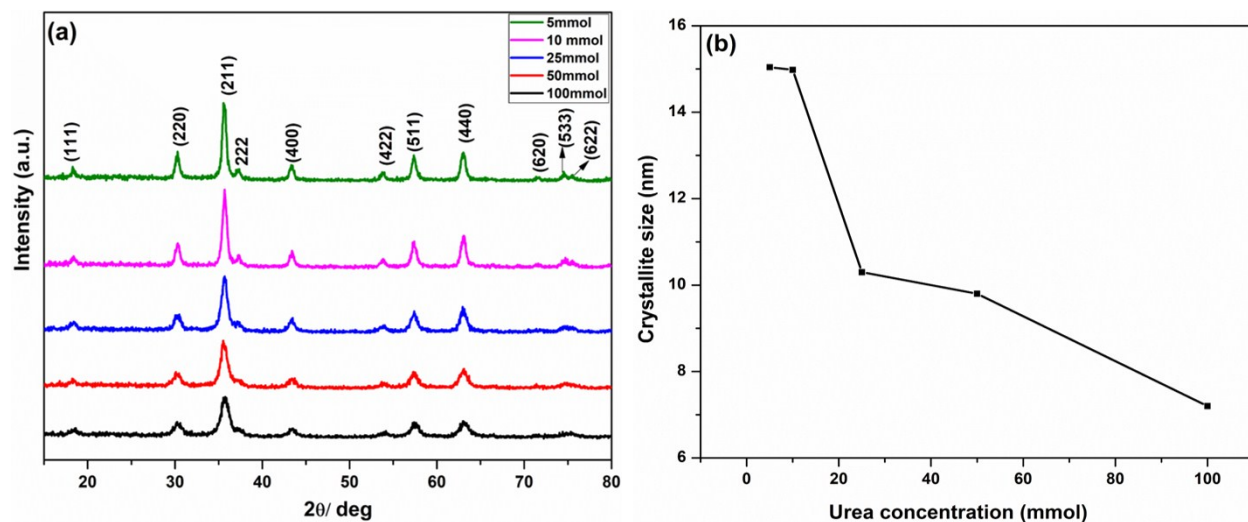 (a)
5mmol
10 mmol
25mmol
50mmol
100mmol
(111)
(220)
(211)
222
(400)
(422)
(511)
(440)
(620)
(533)
(622)
Intensity (a.u.)
20 30 40 50 60 70 80
2θ/ deg
(b)
16
14
12
10
8
6
Crystallite size (nm)
0 20 40 60 80 100
Urea concentration (mmol)